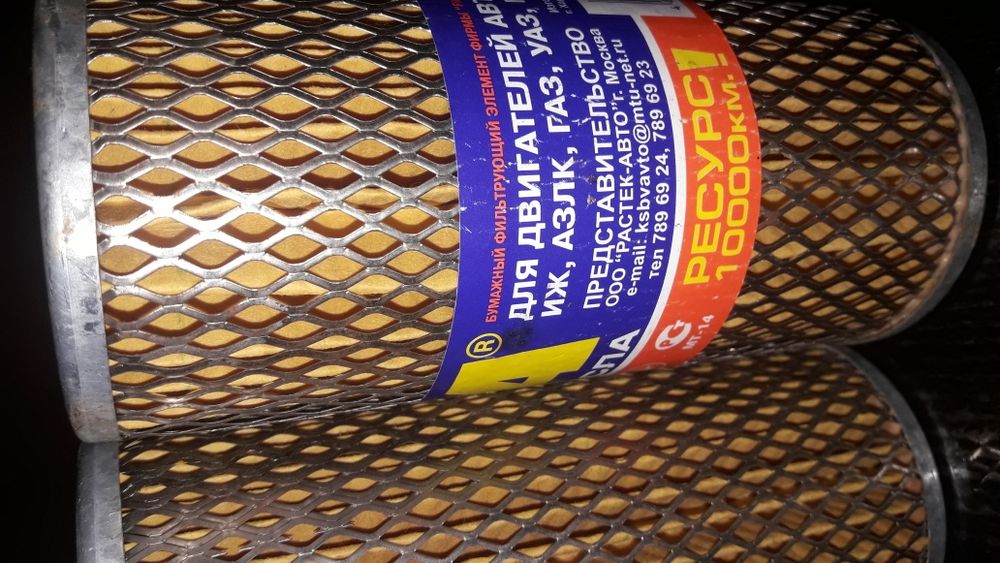 ®
БУМАЖНЫЙ ФИЛЬТРУЮЩИЙ ЭЛЕМЕНТ ФИРМЫ
ДЛЯ ДВИГАТЕЛЕЙ АВТ
ИЖ, АЗЛК, ГАЗ, УАЗ,
ПРЕДСТАВИТЕЛЬСТВО
ООО "РАСТЕК-АВТО" г. Москва
e-mail: ksbvavto@mtu-net.ru
Тел 789 69 24, 789 69 23
РЕСУРС!
10000КМ.
МТ-14